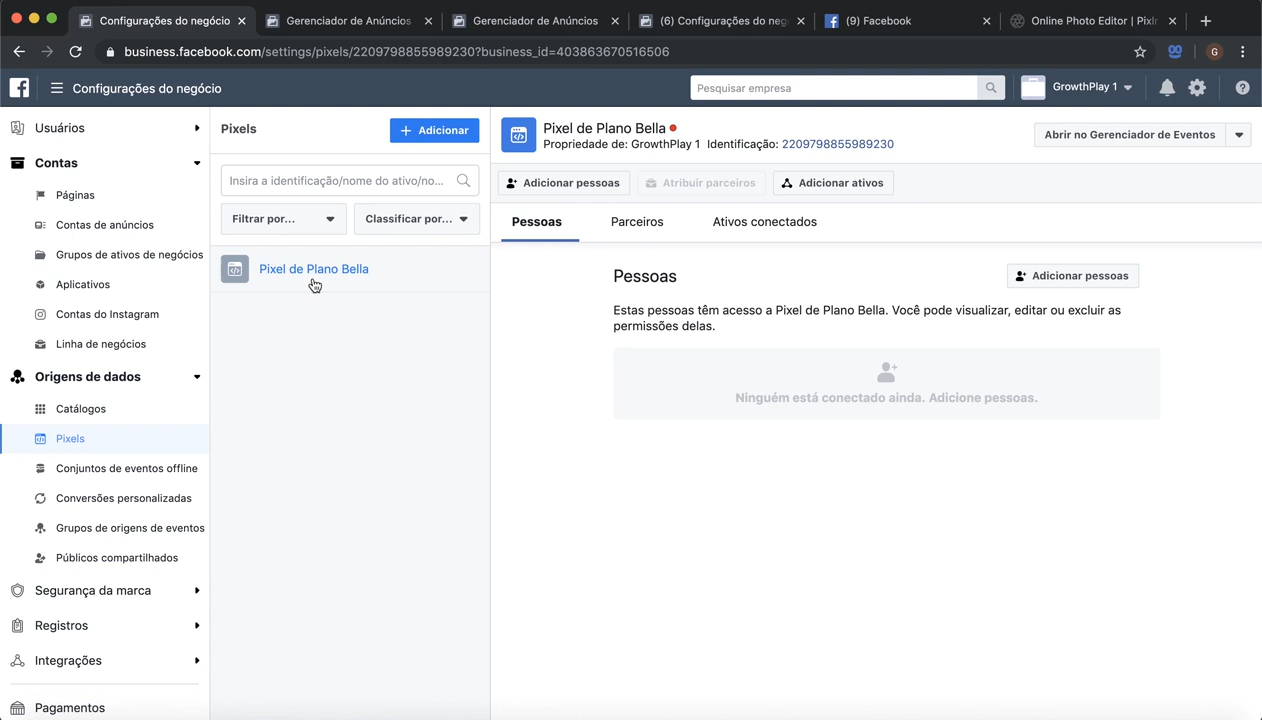 Configurações do negócio
Gerenciador de Anúncios
Gerenciador de Anúncios
(6) Configurações do neg
(9) Facebook
Online Photo Editor | Pixlr
business.facebook.com/settings/pixels/2209798855989230?business_id=403863670516506
G
Configurações do negócio
Pesquisar empresa
GrowthPlay 1
Usuários
Contas
Páginas
Contas de anúncios
Grupos de ativos de negócios
Aplicativos
Contas do Instagram
Linha de negócios
Origens de dados
Catálogos
Pixels
Conjuntos de eventos offline
Conversões personalizadas
Grupos de origens de eventos
Públicos compartilhados
Segurança da marca
Registros
Integrações
Pagamentos
Pixels
+ Adicionar
Insira a identificação/nome do ativo/no...
Filtrar por...
Classificar por...
Pixel de Plano Bella
Pixel de Plano Bella
Propriedade de: GrowthPlay 1 Identificação: 2209798855989230
Abrir no Gerenciador de Eventos
Adicionar pessoas
Atribuir parceiros
Adicionar ativos
Pessoas
Parceiros
Ativos conectados
Pessoas
Adicionar pessoas
Estas pessoas têm acesso a Pixel de Plano Bella. Você pode visualizar, editar ou excluir as
permissões delas.
Ninguém está conectado ainda. Adicione pessoas.